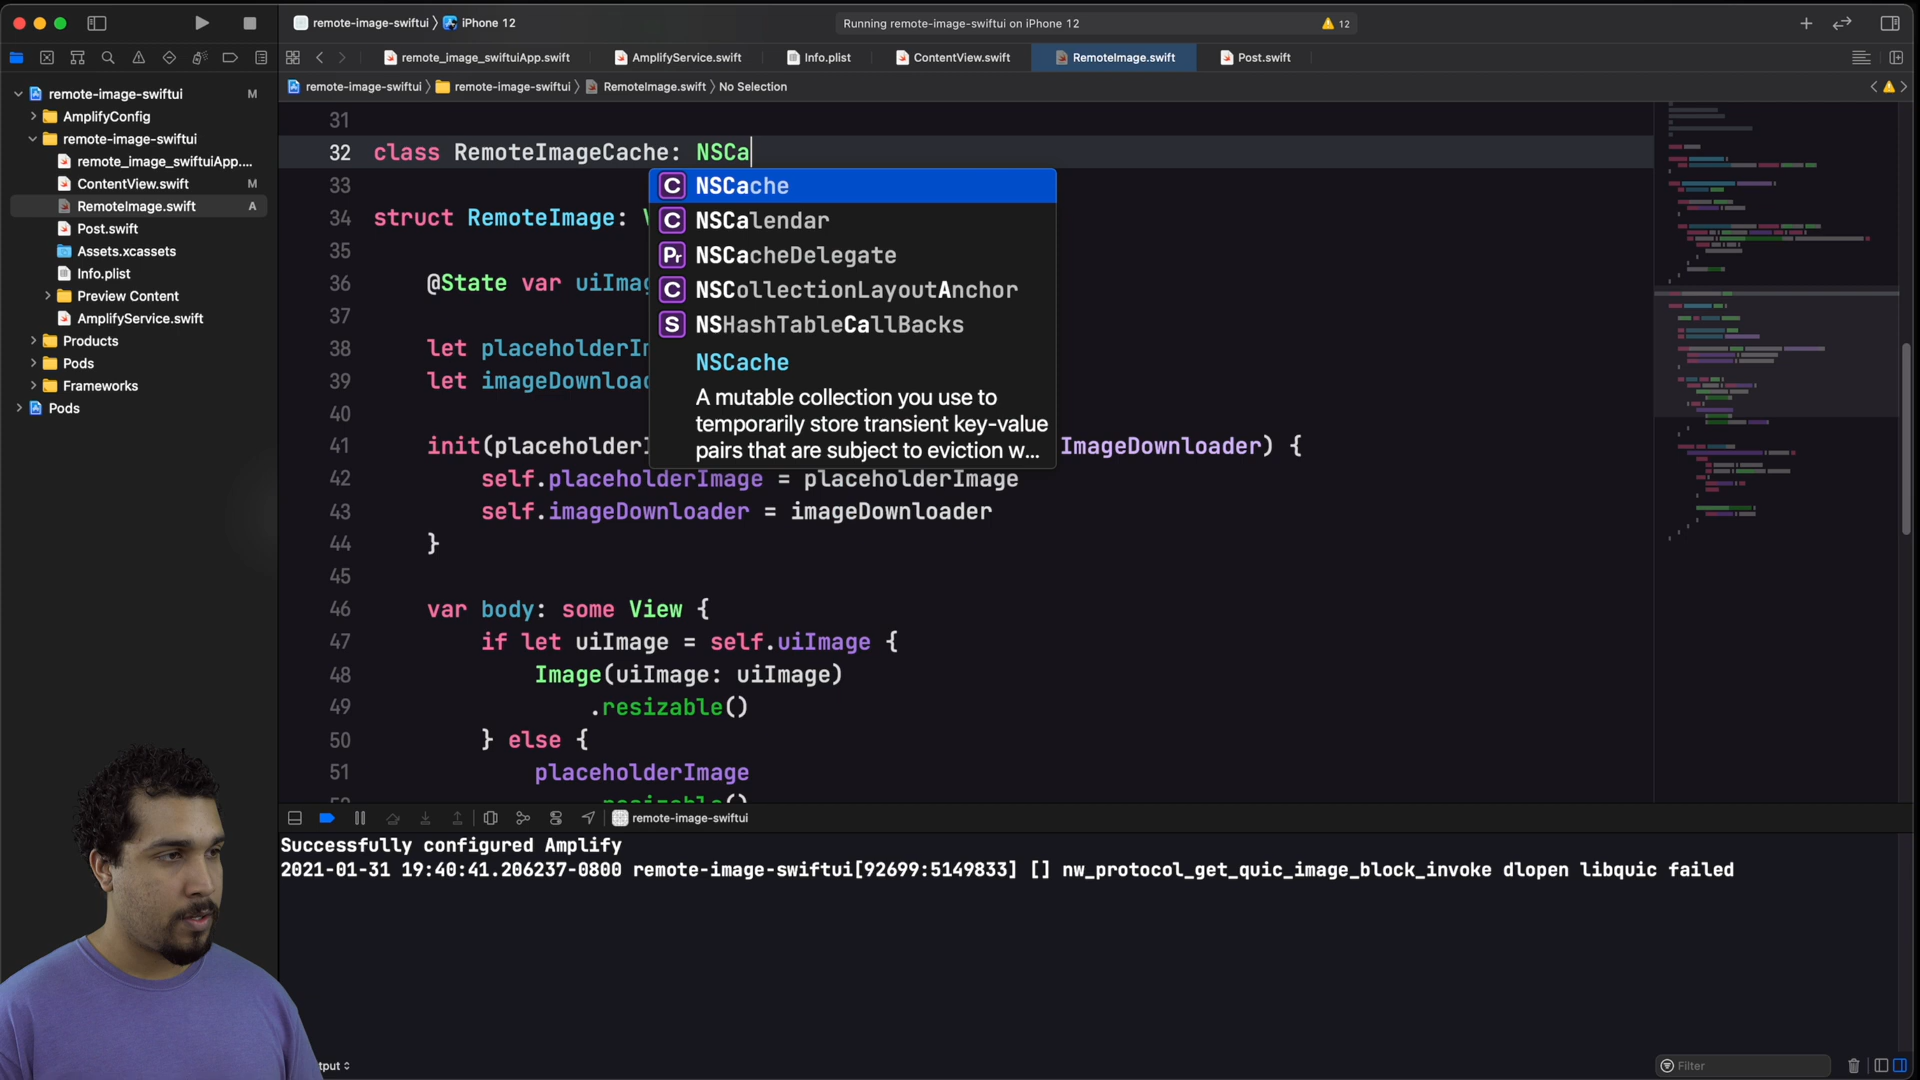 remote-image-swiftui 〉 iPhone 12
Running remote-image-swiftui on iPhone 12
12
remote_image_swiftuiApp.swift
AmplifyService.swift
Info.plist
ContentView.swift
RemoteImage.swift
Post.swift
remote-image-swiftui 〉 remote-image-swiftui 〉 RemoteImage.swift 〉 No Selection
remote-image-swiftui M
AmplifyConfig
remote-image-swiftui
remote_image_swiftuiApp....
ContentView.swift M
RemoteImage.swift A
Post.swift
Assets.xcassets
Info.plist
Preview Content
AmplifyService.swift
Products
Pods
Frameworks
Pods
31
32 class RemoteImageCache: NSCa
33
34 struct RemoteImage: V
35
36 @State var uiImag
37
38 let placeholderIm
39 let imageDownload
40
41 init(placeholderI ImageDownloader) {
42 self.placeholderImage = placeholderImage
43 self.imageDownloader = imageDownloader
44 }
45
46 var body: some View {
47 if let uiImage = self.uiImage {
48 Image(uiImage: uiImage)
49 .resizable()
50 } else {
51 placeholderImage
52 .resizable()
C NSCache
C NSCalendar
Pr NSCacheDelegate
C NSCollectionLayoutAnchor
S NSHashTableCallBacks
NSCache
A mutable collection you use to
temporarily store transient key-value
pairs that are subject to eviction w...
remote-image-swiftui
Successfully configured Amplify
2021-01-31 19:40:41.206237-0800 remote-image-swiftui[92699:5149833] [] nw_protocol_get_quic_image_block_invoke dlopen libquic failed
tput
Filter